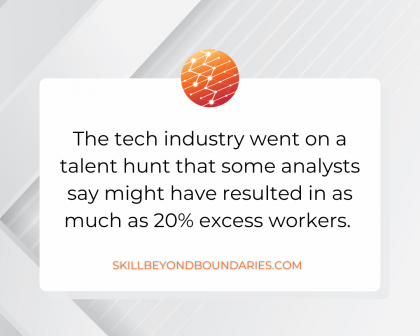 The tech industry went on a
talent hunt that some analysts
say might have resulted in as
much as 20% excess workers.
SKILLBEYONDBOUNDARIES.COM